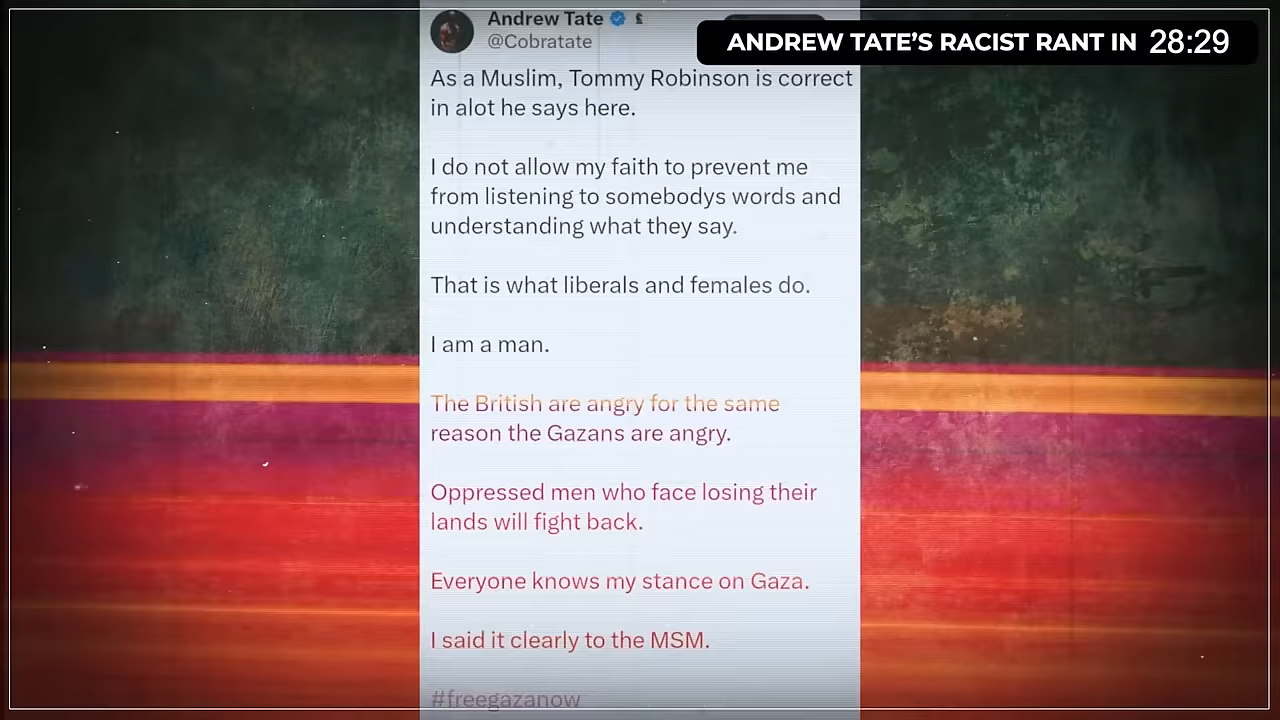 Andrew Tate
@Cobratate
ANDREW TATE'S RACIST RANT IN 28:29
As a Muslim, Tommy Robinson is correct
in alot he says here.
I do not allow my faith to prevent me
from listening to somebodys words and
understanding what they say.
That is what liberals and females do.
I am a man.
The British are angry for the same
reason the Gazans are angry.
Oppressed men who face losing their
lands will fight back.
Everyone knows my stance on Gaza.
I said it clearly to the MSM.
#freegazanow